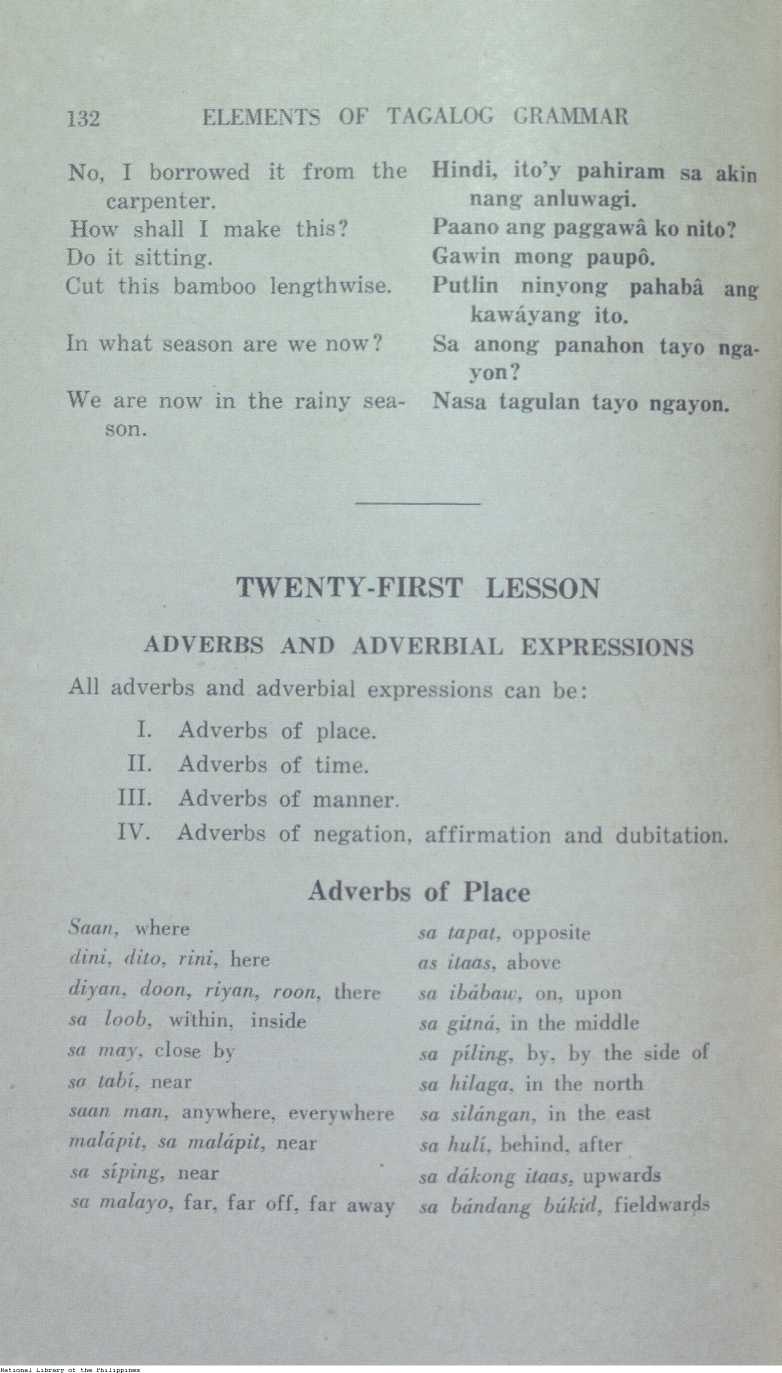 132 ELEMENTS OF TAGALOG GRAMMAR
No, I borrowed it from the
carpenter.
Hindi, ito'y pahiram sa akin
nang anluwagi.
How shall I make this?
Paano ang paggawâ ko nito?
Do it sitting.
Gawin mong paupô.
Cut this bamboo lengthwise.
Putlin ninyong pahabâ ang
kawáyang ito.
In what season are we now?
Sa anong panahon tayo nga-
yon?
We are now in the rainy sea-
son.
Nasa tagulan tayo ngayon.
TWENTY-FIRST LESSON
ADVERBS AND ADVERBIAL EXPRESSIONS
All adverbs and adverbial expressions can be:
I. Adverbs of place.
II. Adverbs of time.
III. Adverbs of manner.
IV. Adverbs of negation, affirmation and dubitation.
Adverbs of Place
Saan, where
dini, dito, rini, here
diyan, doon, riyan, roon, there
sa loob, within, inside
sa may, close by
sa tabí, near
saan man, anywhere, everywhere
malápit, sa malápit, near
sa síping, near
sa malayo, far, far off, far away
sa tapat, opposite
as itaas, above
sa ibábaw, on, upon
sa gitná, in the middle
sa píling, by, by the side of
sa hilaga, in the north
sa silángan, in the east
sa hulí, behind, after
sa dákong itaas, upwards
sa bándang búkid, fieldwards
National Library of the Philippines